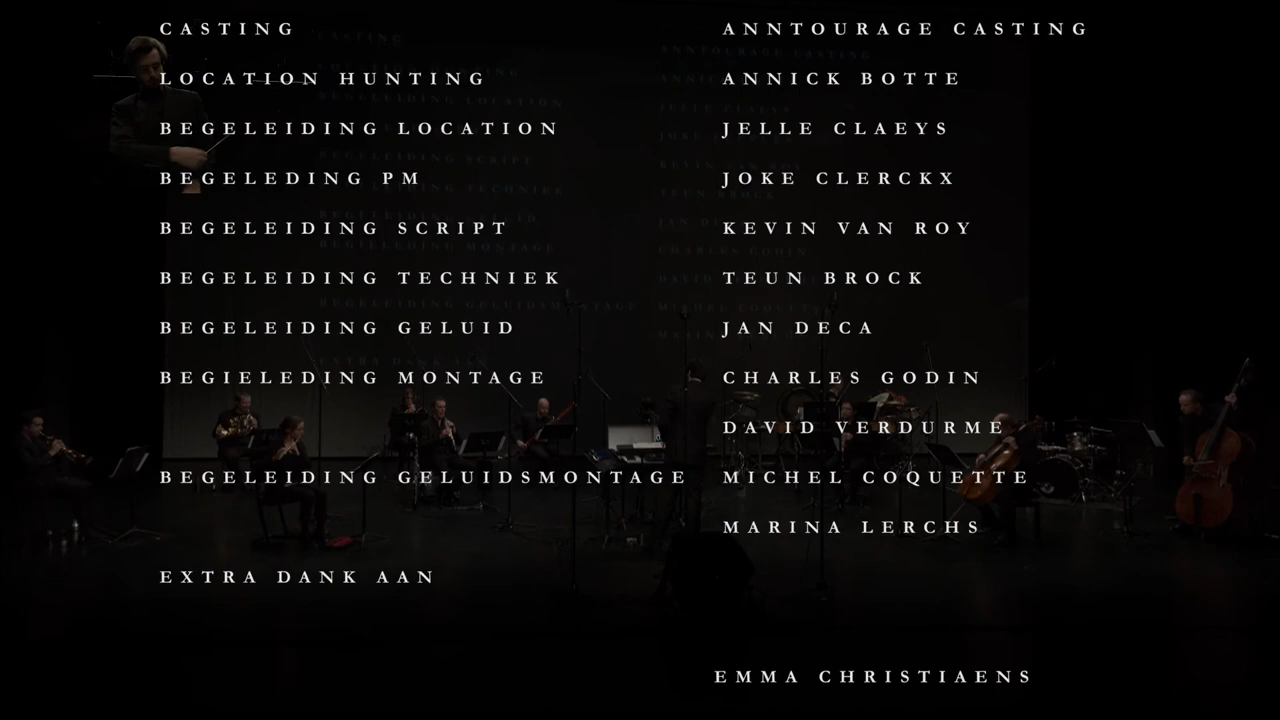 CASTING ANNTOURAGE CASTING
LOCATION HUNTING ANNICK BOTTE
BEGELEIDING LOCATION JELLE CLAEYS
BEGELEDING PM JOKE CLERCKX
BEGELEIDING SCRIPT KEVIN VAN ROY
BEGELEIDING TECHNIEK TEUN BROCK
BEGELEIDING GELUID JAN DECA
BEGIELEDING MONTAGE CHARLES GODIN
DAVID VERDURME
BEGELEIDING GELUIDSMONTAGE MICHEL COQUETTE
MARINA LERCHS
EXTRA DANK AAN
EMMA CHRISTIAENS